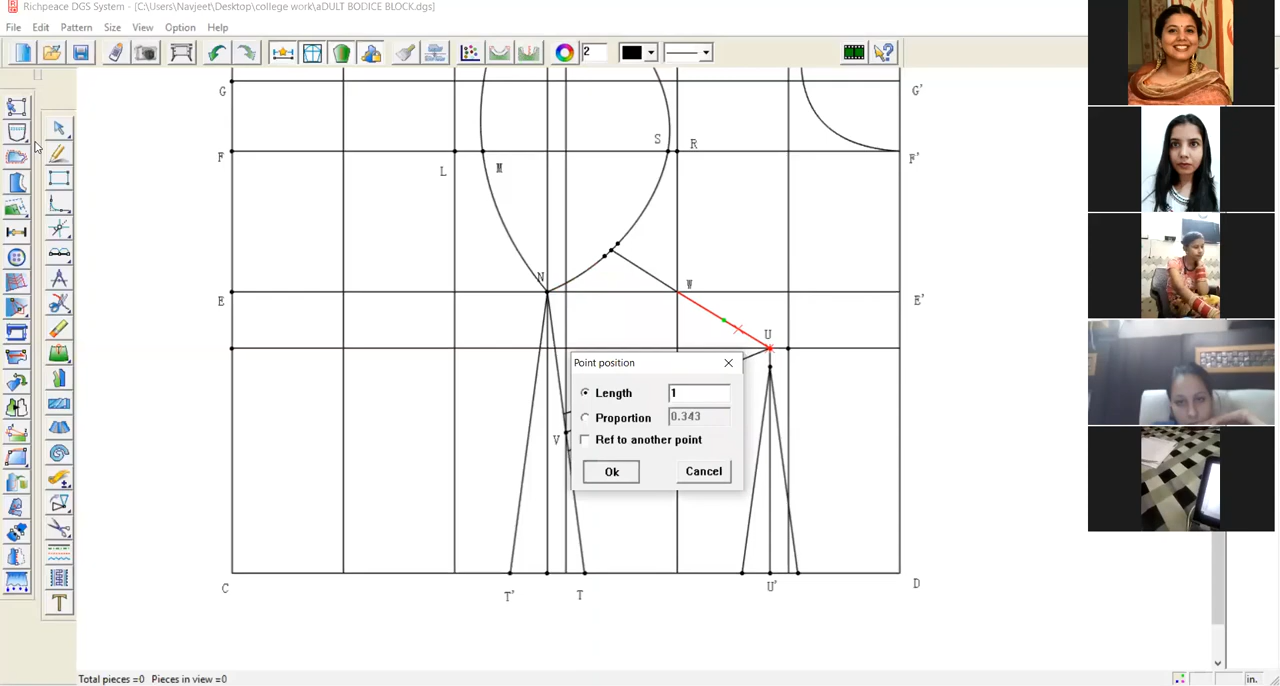 Richpeace DGS System - [C:\Users\Navjeet\Desktop\college work\aDULT BODICE BLOCK.dgs]
File Edit Pattern Size View Option Help
2
G G'
S R
F L M F'
N W
E E'
U
Point position
Length 1
Proportion 0.343
V Ref to another point
Ok Cancel
C T' T U' D
Total pieces =0 Pieces in view =0 in.